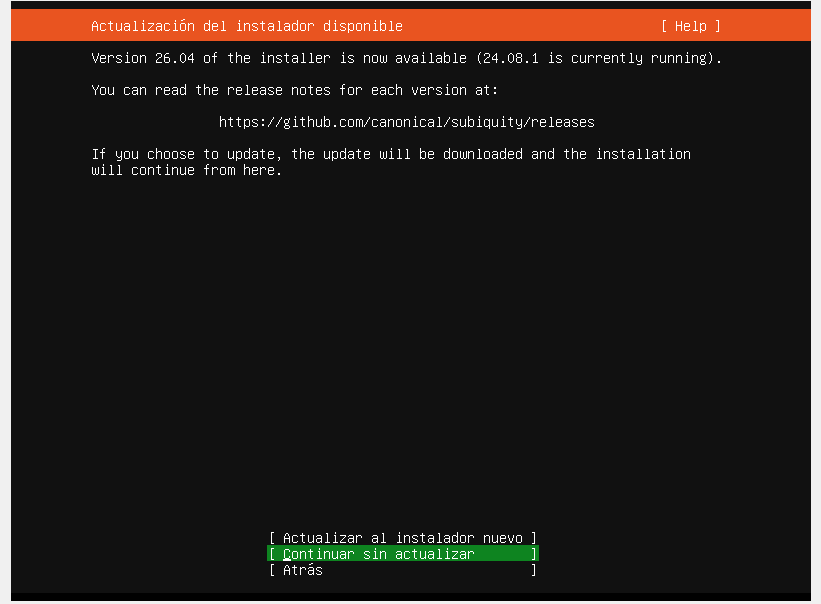 Actualización del instalador disponible [ Help ]
Version 26.04 of the installer is now available (24.08.1 is currently running).
You can read the release notes for each version at:
https://github.com/canonical/subiquity/releases
If you choose to update, the update will be downloaded and the installation
will continue from here.
[ Actualizar al instalador nuevo ]
[ Continuar sin actualizar ]
[ Atrás ]